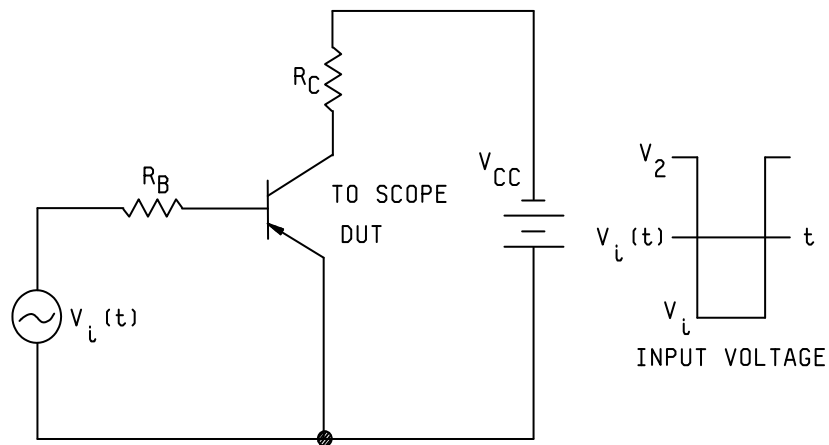 R_C
R_B
V_CC
TO SCOPE
DUT
V_i (t)
V_2
V_i (t)
t
V_i
INPUT VOLTAGE